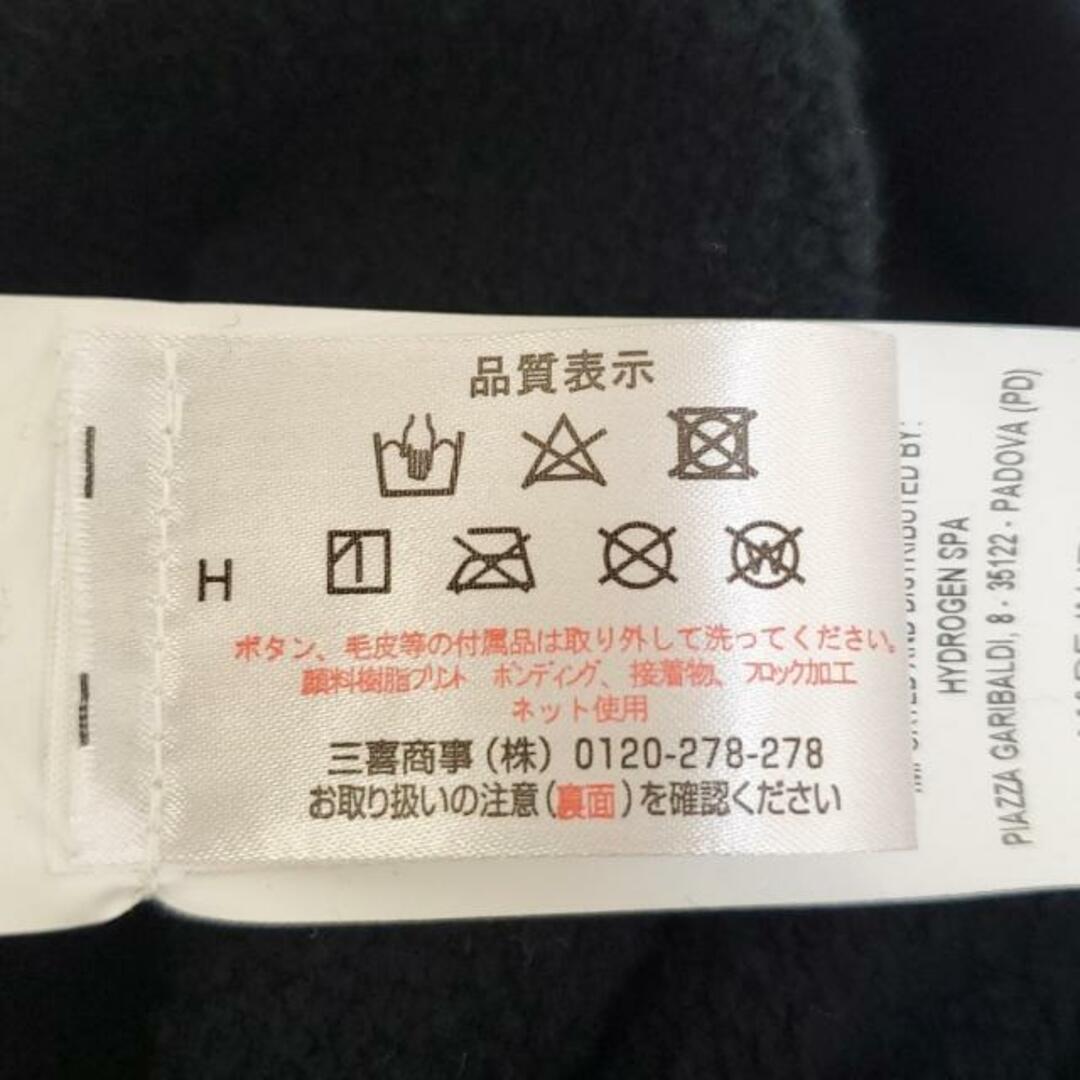 品質表示
H
ボタン、毛皮等の付属品は取り外して洗ってください。
顔料樹脂プリント ボンディング、接着物、フロック加工
ネット使用
三喜商事(株) 0120-278-278
お取り扱いの注意(裏面)を確認ください
AND DISTRIBUTED BY:
HYDROGEN SPA
PIAZZA GARIBALDI, 8 - 35122 - PADOVA (PD)